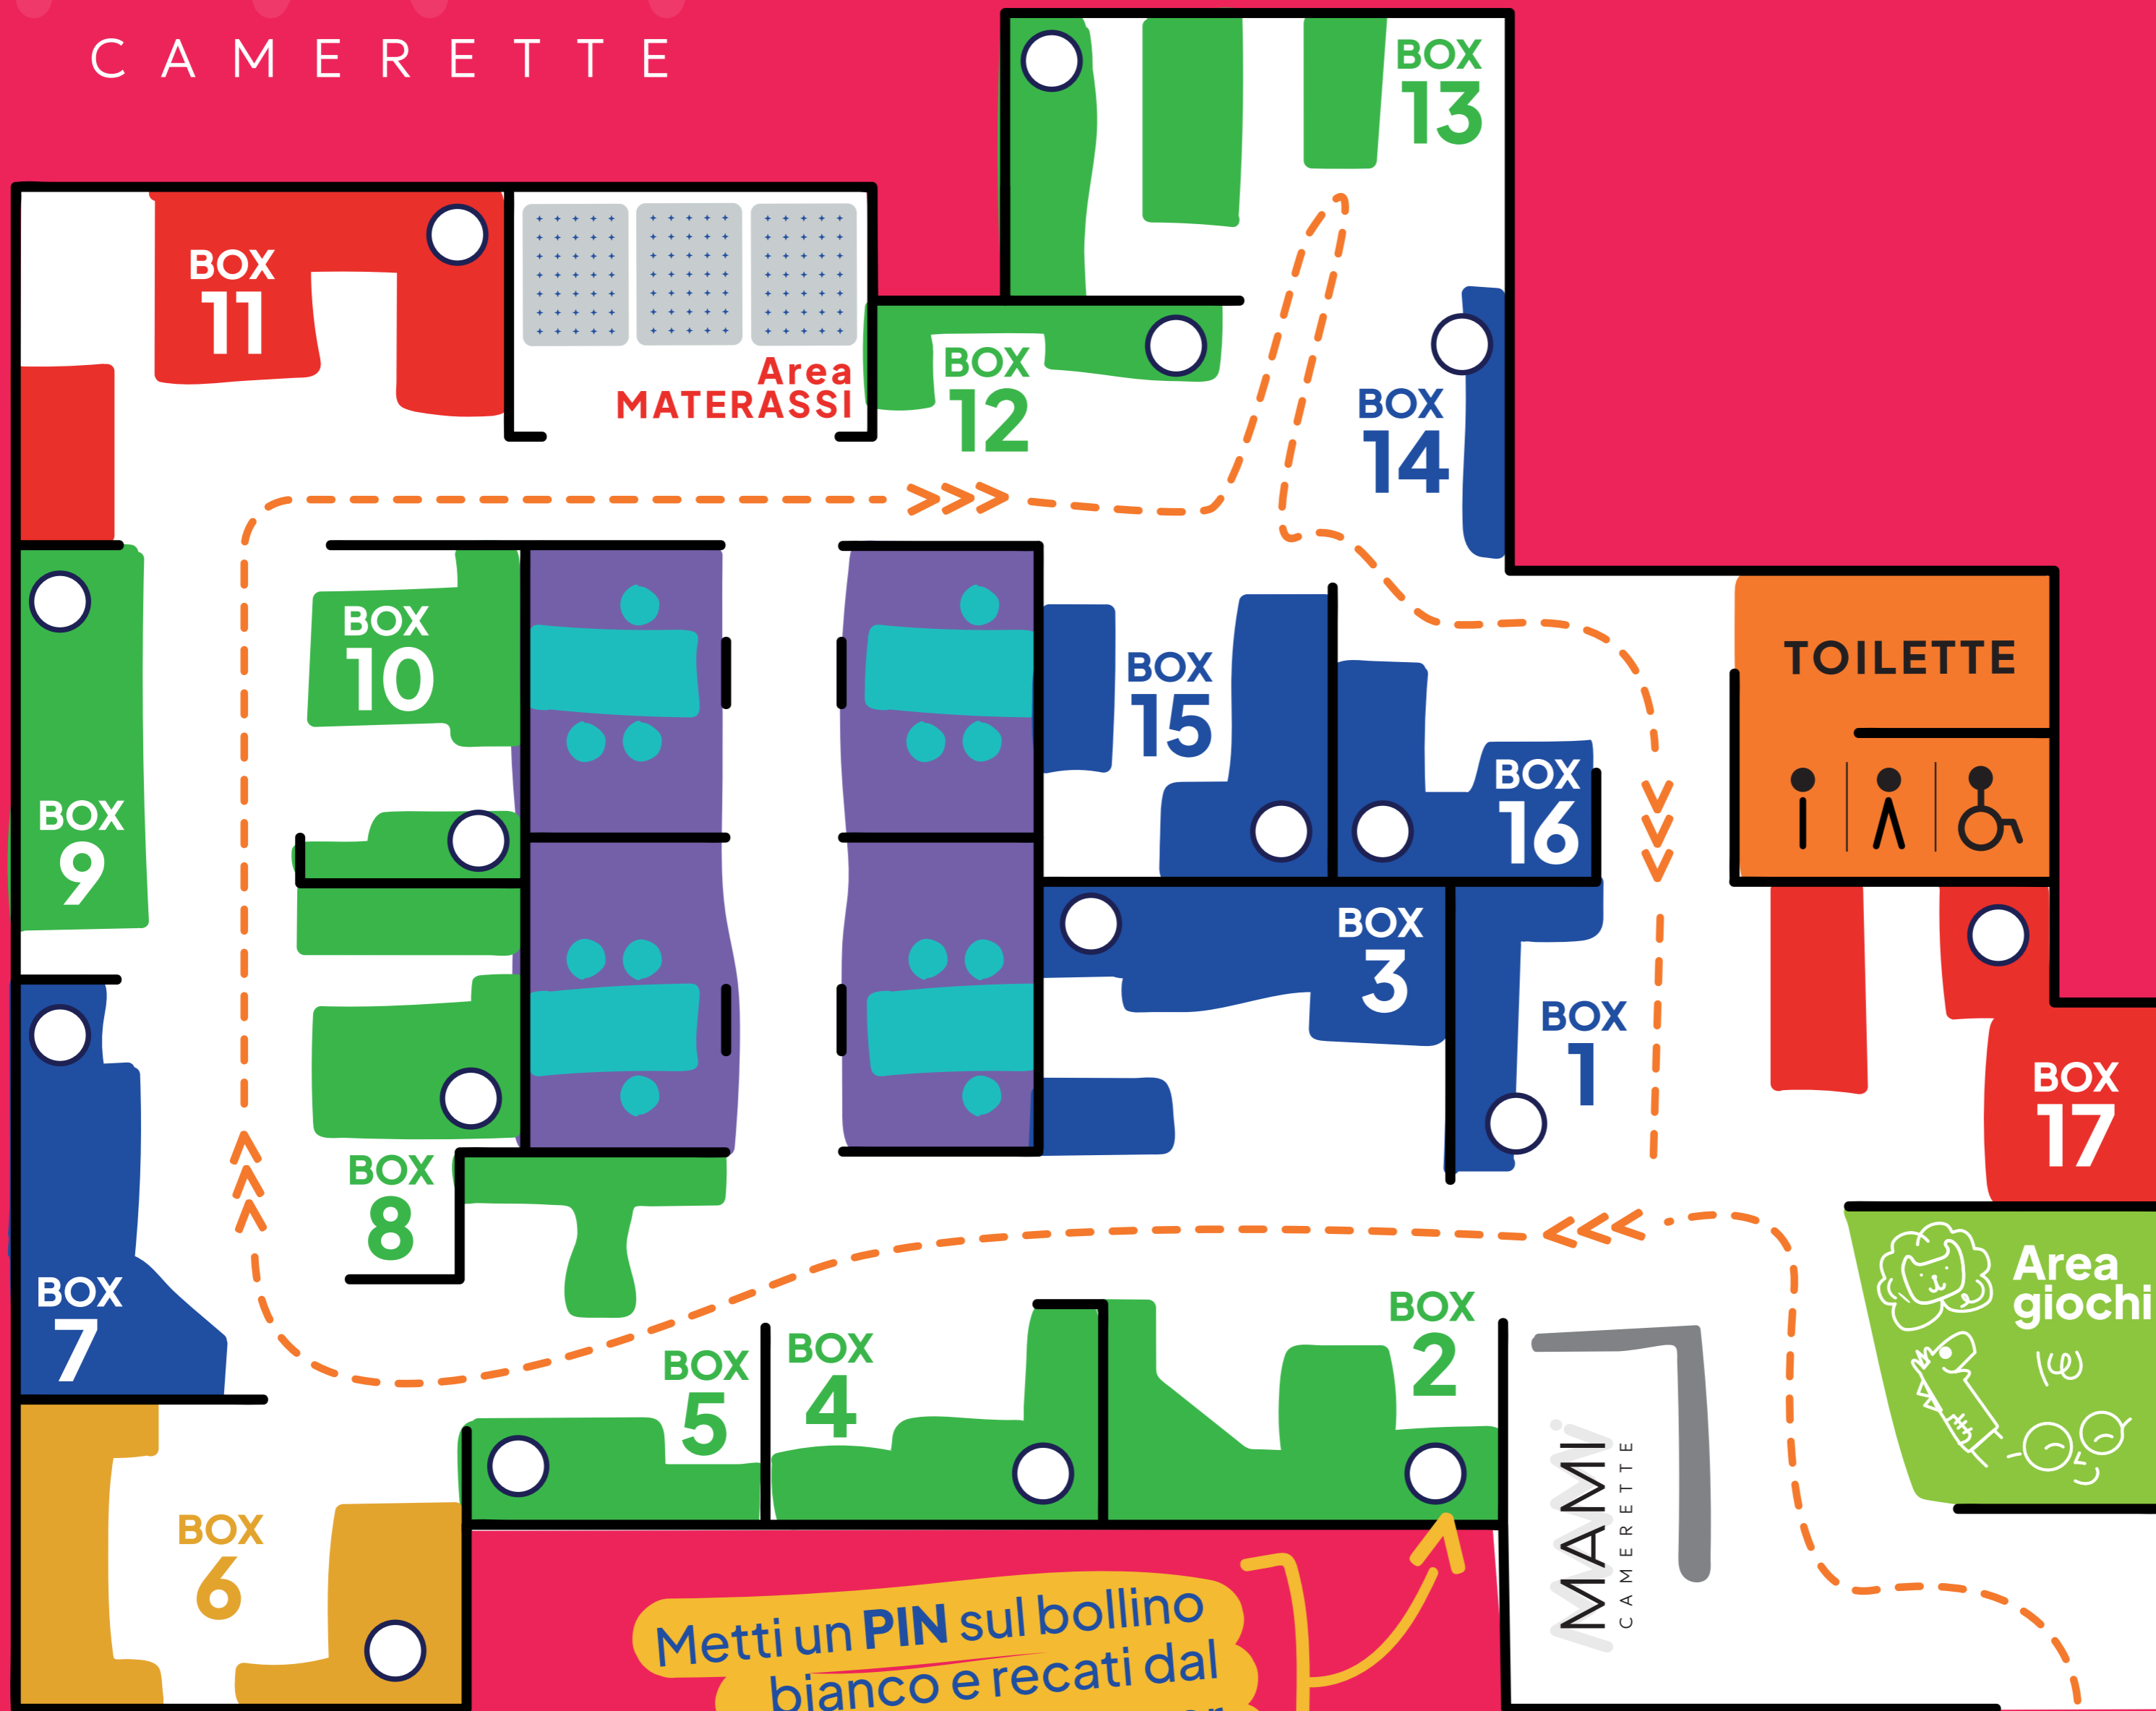 CAMERETTE
BOX
13
BOX
11
Area
MATERASSI
BOX
12
BOX
14
BOX
10
BOX
15
TOILETTE
BOX
16
BOX
9
BOX
3
BOX
1
BOX
17
BOX
8
Area
giochi
BOX
7
BOX
5
BOX
4
BOX
2
BOX
6
MAMI
CAMERETTE
Metti un PIN sul bollino
bianco e recati dal